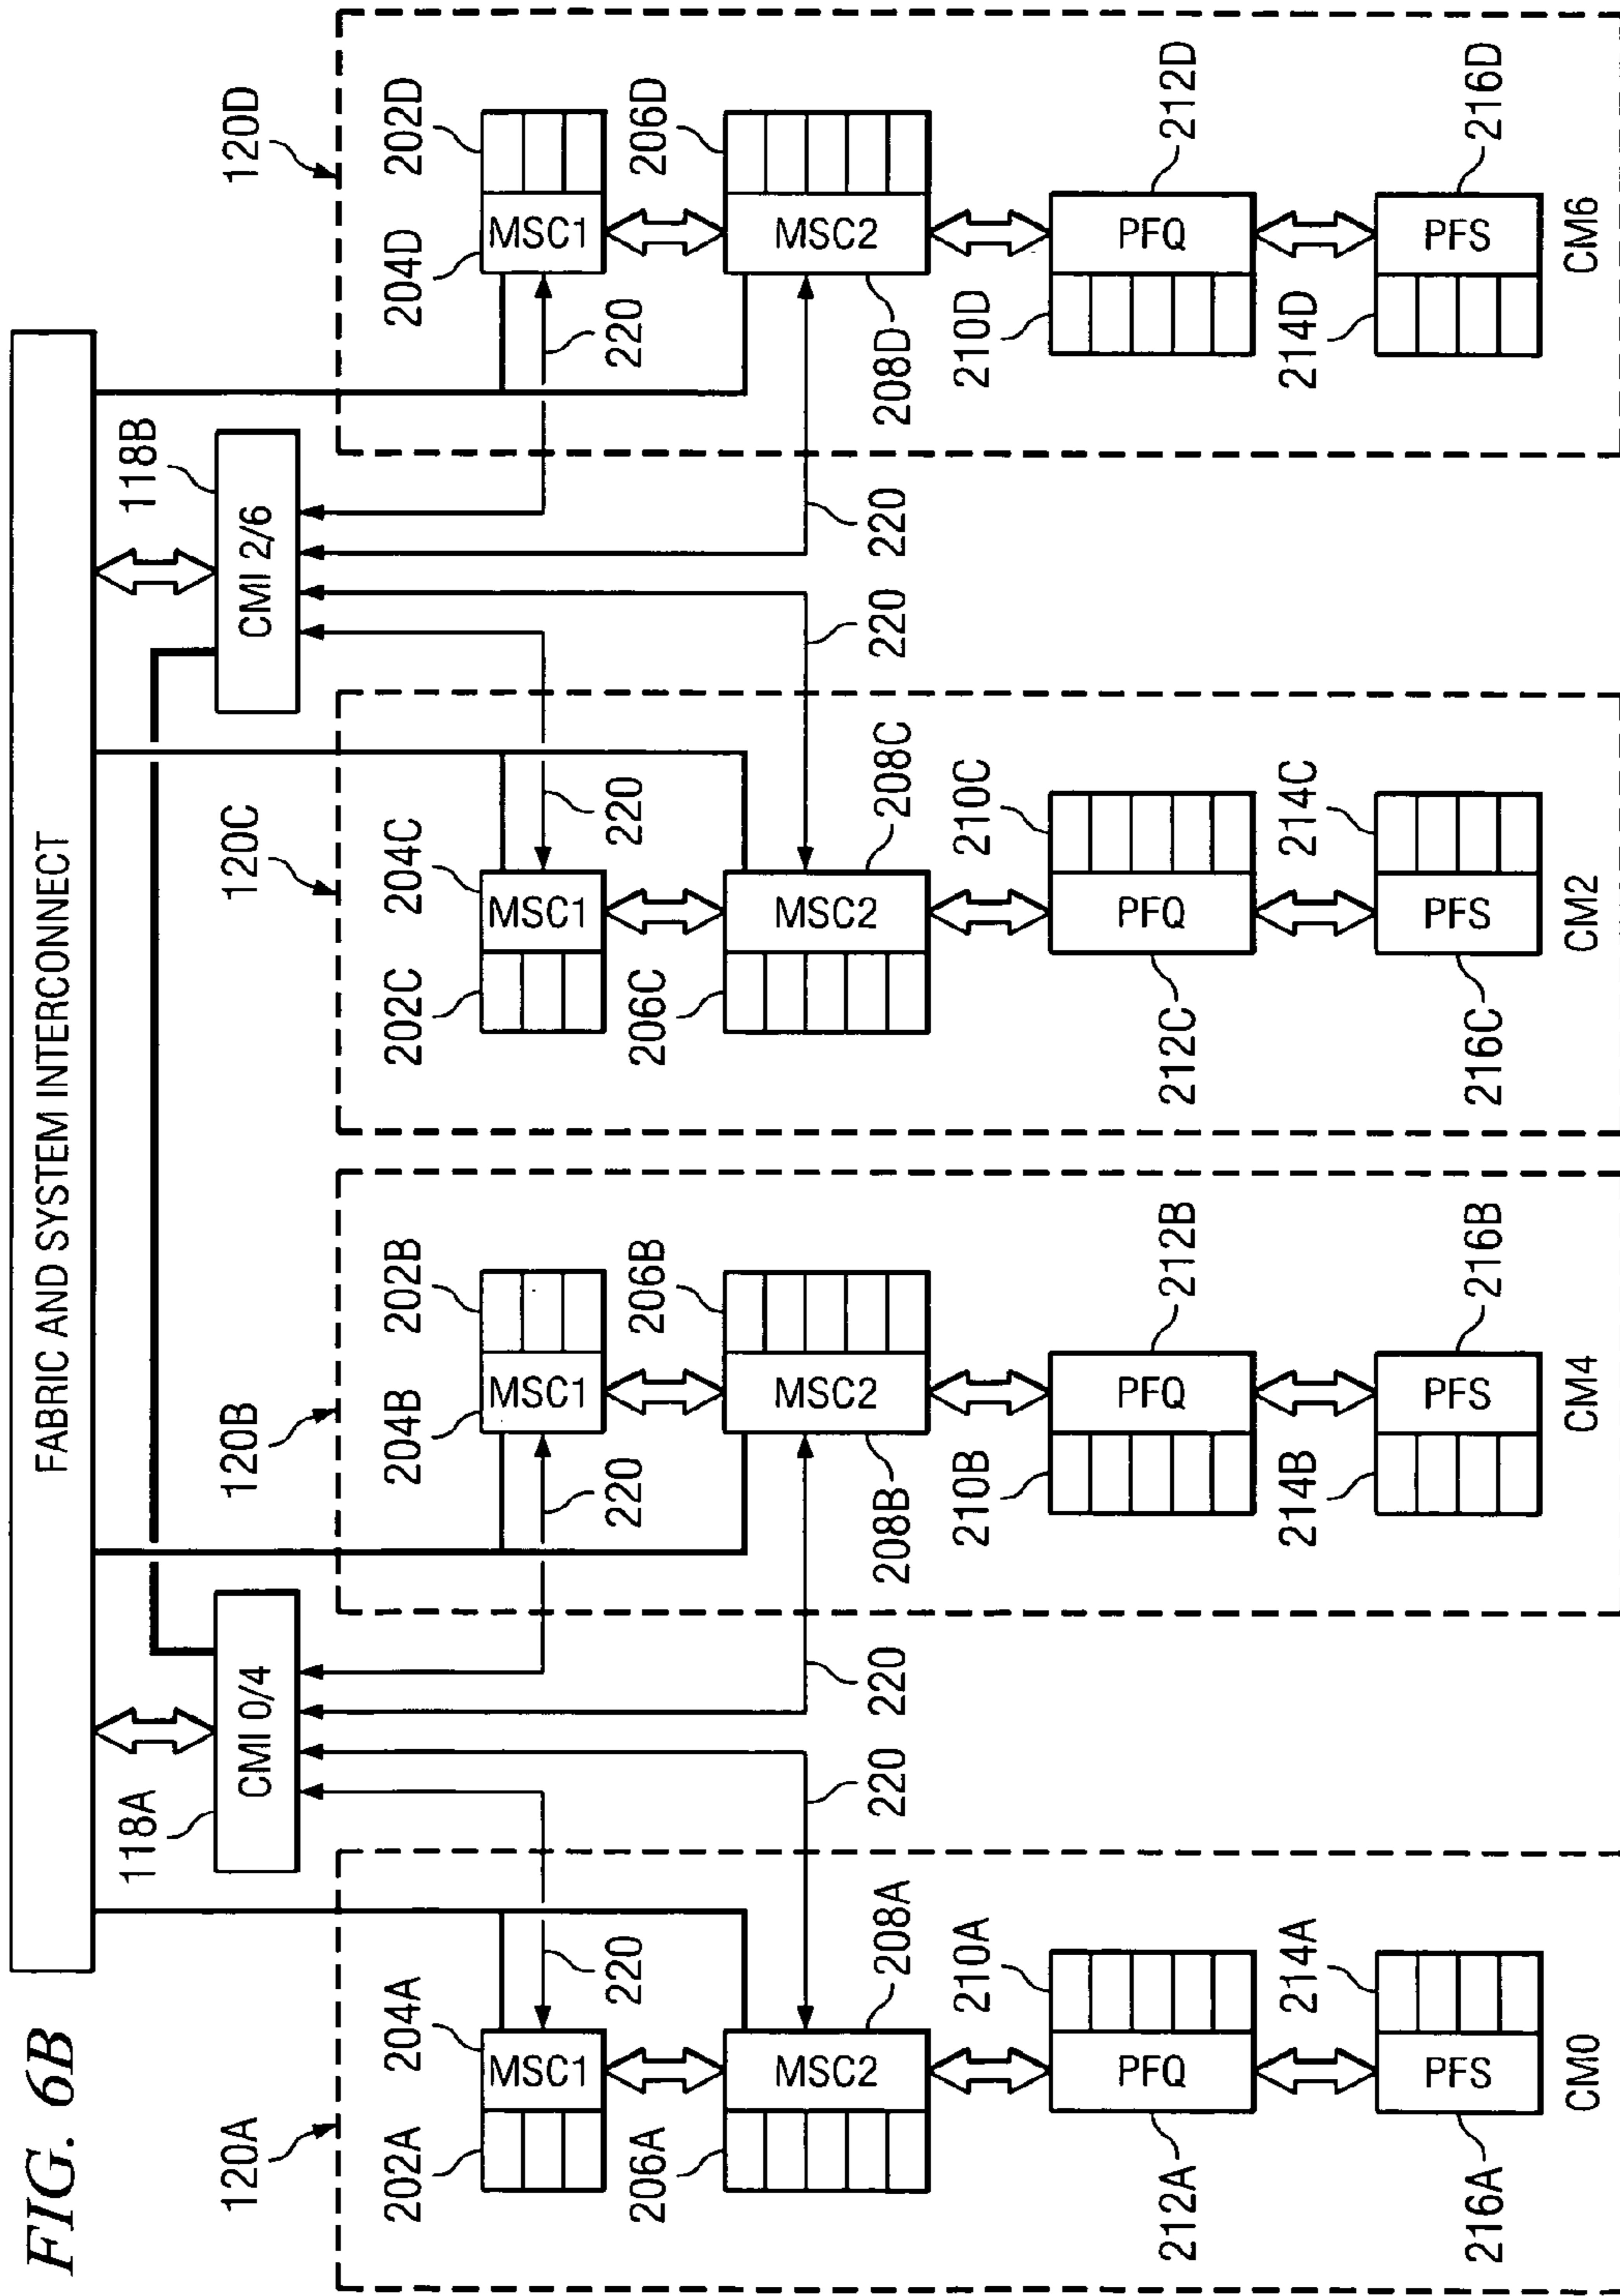 FIG. 6B
FABRIC AND SYSTEM INTERCONNECT
118A
CMI 0/4
118B
CMI 2/6
120A
202A
204A
MSC1
220
206A
MSC2
208A
220
210A
PFQ
212A
214A
PFS
216A
CM0
120B
204B
202B
MSC1
220
206B
MSC2
208B
220
210B
PFQ
212B
214B
PFS
216B
CM4
120C
202C
204C
MSC1
220
206C
MSC2
208C
220
210C
PFQ
212C
214C
PFS
216C
CM2
120D
204D
202D
MSC1
220
206D
MSC2
208D
220
210D
PFQ
212D
214D
PFS
216D
CM6